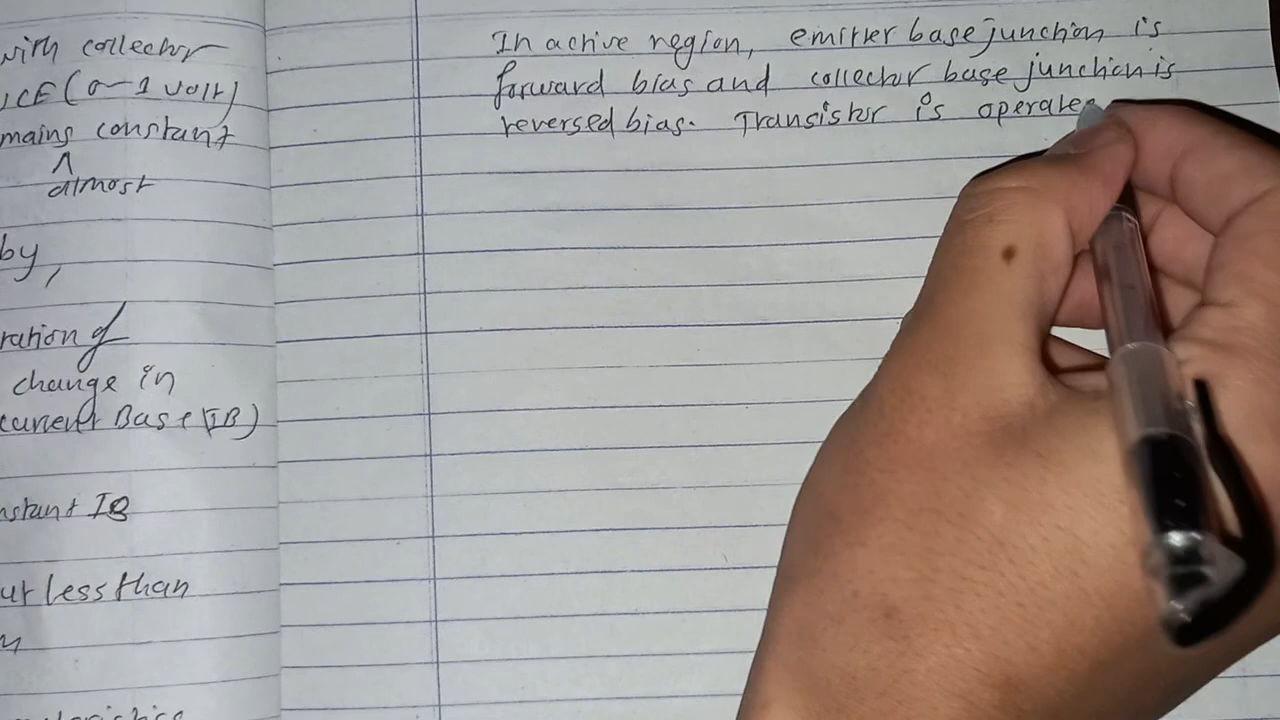 with collector
CE (0-1 volt)
mains constant
^
almost
by,
ration of
change in
current Base (IB)
nstant IB
ut less than
In active region, emitter base junction is
forward bias and collector base junction is
reversed bias. Transistor is operate